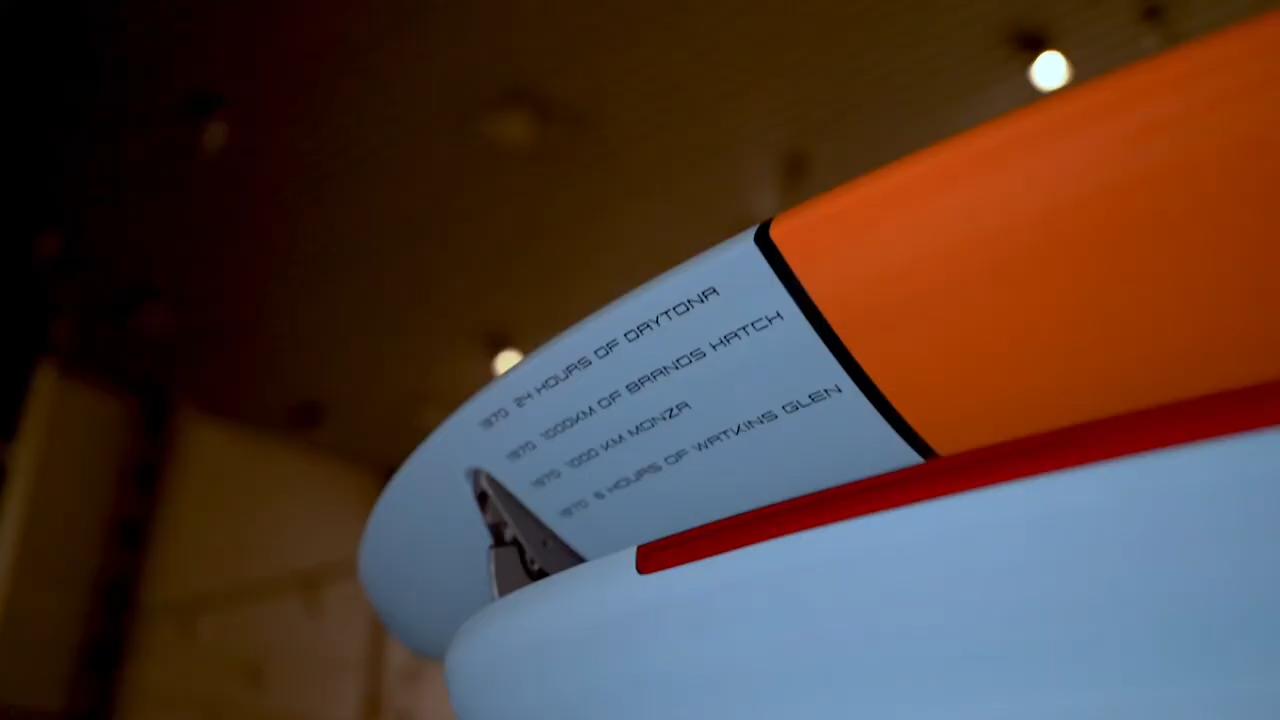 1970 24 HOURS OF DAYTONA
1970 1000KM OF BRANDS HATCH
1970 1000 KM MONZA
1970 6 HOURS OF WATKINS GLEN